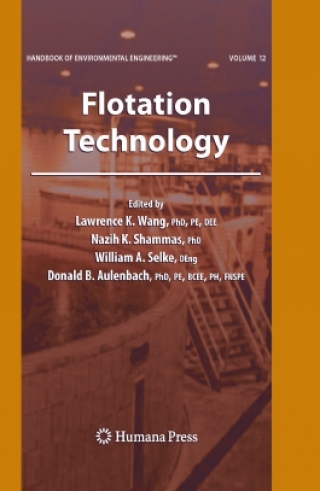 HANDBOOK OF ENVIRONMENTAL ENGINEERING™ VOLUME 12
Flotation
Technology
Edited by
Lawrence K. Wang, PhD, PE, DEE
Nazih K. Shammas, PhD
William A. Selke, DEng
Donald B. Aulenbach, PhD, PE, BCEE, PH, FNSPE
Humana Press